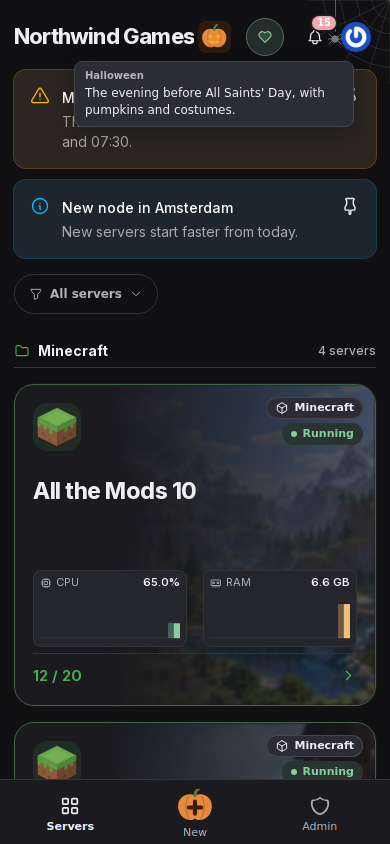 Northwind Games
15
Halloween
The evening before All Saints' Day, with
pumpkins and costumes.
and 07:30.
New node in Amsterdam
New servers start faster from today.
All servers
Minecraft
4 servers
Minecraft
Running
All the Mods 10
CPU
65.0%
RAM
6.6 GB
12 / 20
Minecraft
Running
Servers
New
Admin